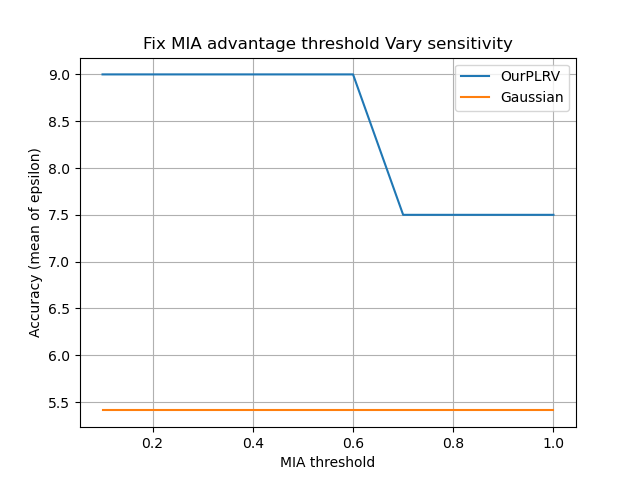 Fix MIA advantage threshold Vary sensitivity
OurPLRV
Gaussian
Accuracy (mean of epsilon)
9.0
8.5
8.0
7.5
7.0
6.5
6.0
5.5
0.2 0.4 0.6 0.8 1.0
MIA threshold